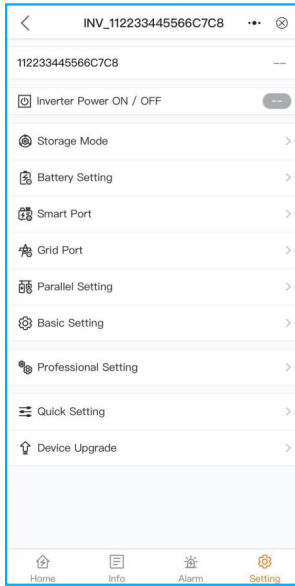 INV_112233445566C7C8
112233445566C7C8 --
Inverter Power ON / OFF --
Storage Mode
Battery Setting
Smart Port
Grid Port
Parallel Setting
Basic Setting
Professional Setting
Quick Setting
Device Upgrade
Home Info Alarm Setting